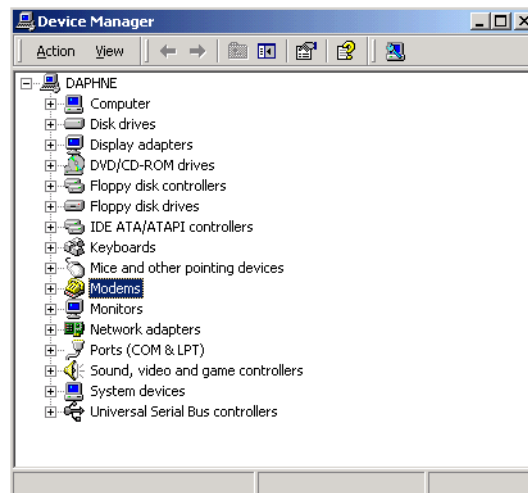 Device Manager
Action View
DAPHNE
Computer
Disk drives
Display adapters
DVD/CD-ROM drives
Floppy disk controllers
Floppy disk drives
IDE ATA/ATAPI controllers
Keyboards
Mice and other pointing devices
Modems
Monitors
Network adapters
Ports (COM & LPT)
Sound, video and game controllers
System devices
Universal Serial Bus controllers